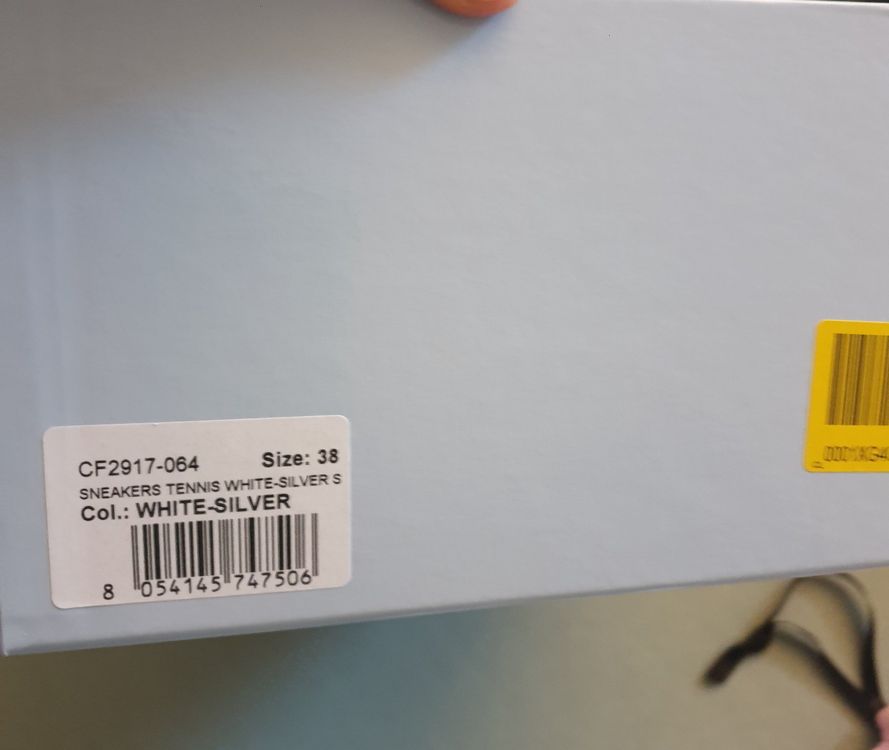 CF2917-064 Size: 38
SNEAKERS TENNIS WHITE-SILVER S
Col.: WHITE-SILVER
8 054145 747506